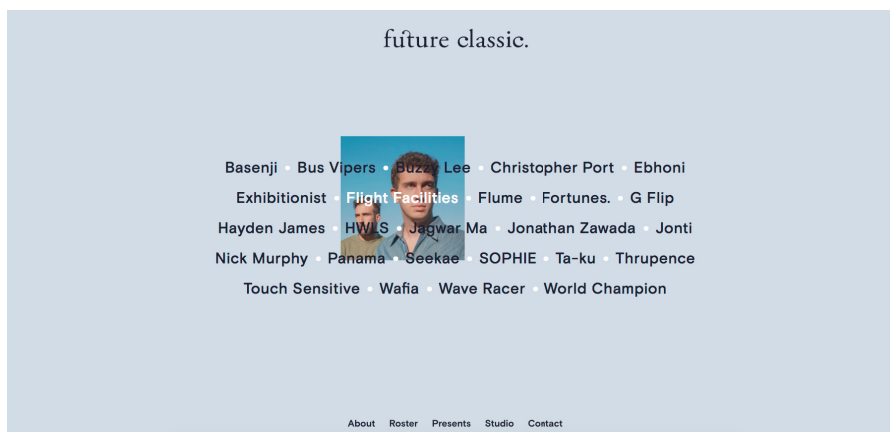 future classic.
Basenji • Bus Vipers • Buzzy Lee • Christopher Port • Ebhoni
Exhibitionist • Flight Facilities • Flume • Fortunes. • G Flip
Hayden James • HWLS • Jagwar Ma • Jonathan Zawada • Jonti
Nick Murphy • Panama • Seekae • SOPHIE • Ta-ku • Thrupence
Touch Sensitive • Wafia • Wave Racer • World Champion
About Roster Presents Studio Contact